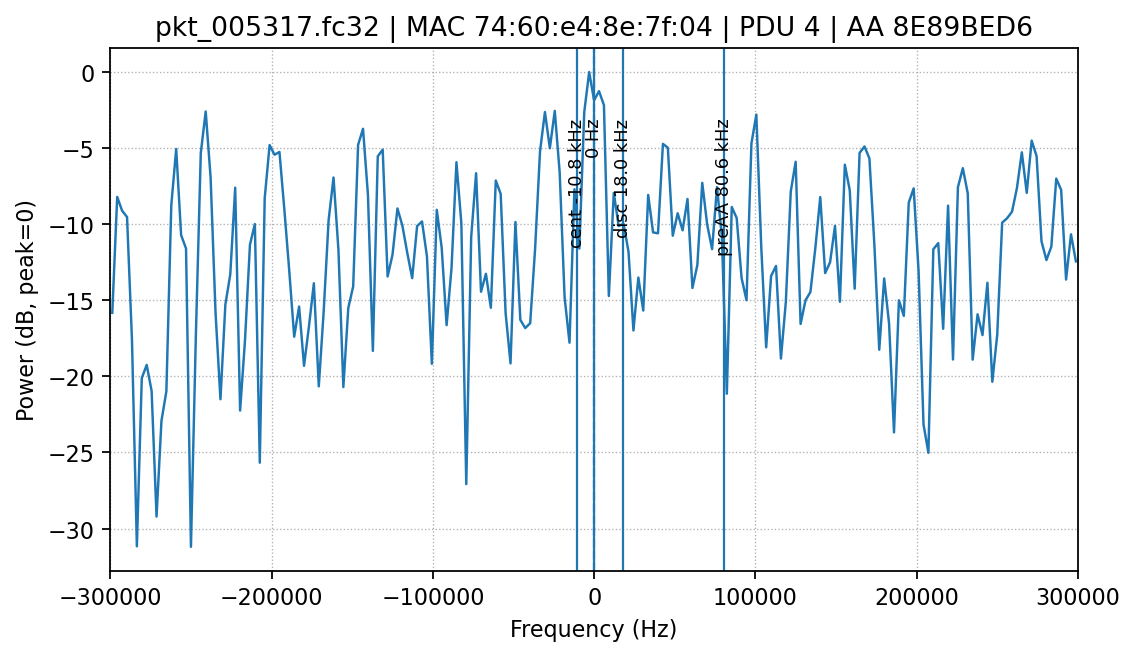 pkt_005317.fc32 | MAC 74:60:e4:8e:7f:04 | PDU 4 | AA 8E89BED6
Power (dB, peak=0)
0
−5
−10
−15
−20
−25
−30
cent -10.8 kHz
0 Hz
disc 18.0 kHz
preAA 80.6 kHz
−300000
−200000
−100000
0
100000
200000
300000
Frequency (Hz)